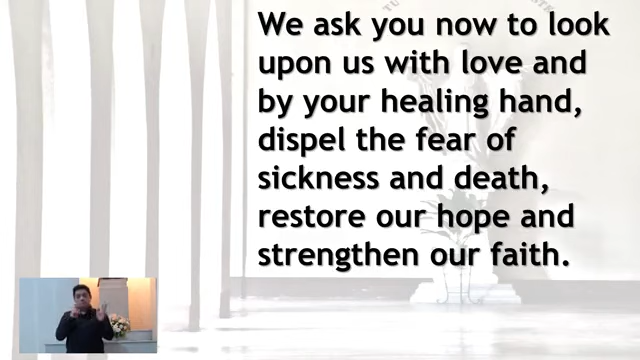 We ask you now to look
upon us with love and
by your healing hand,
dispel the fear of
sickness and death,
restore our hope and
strengthen our faith.